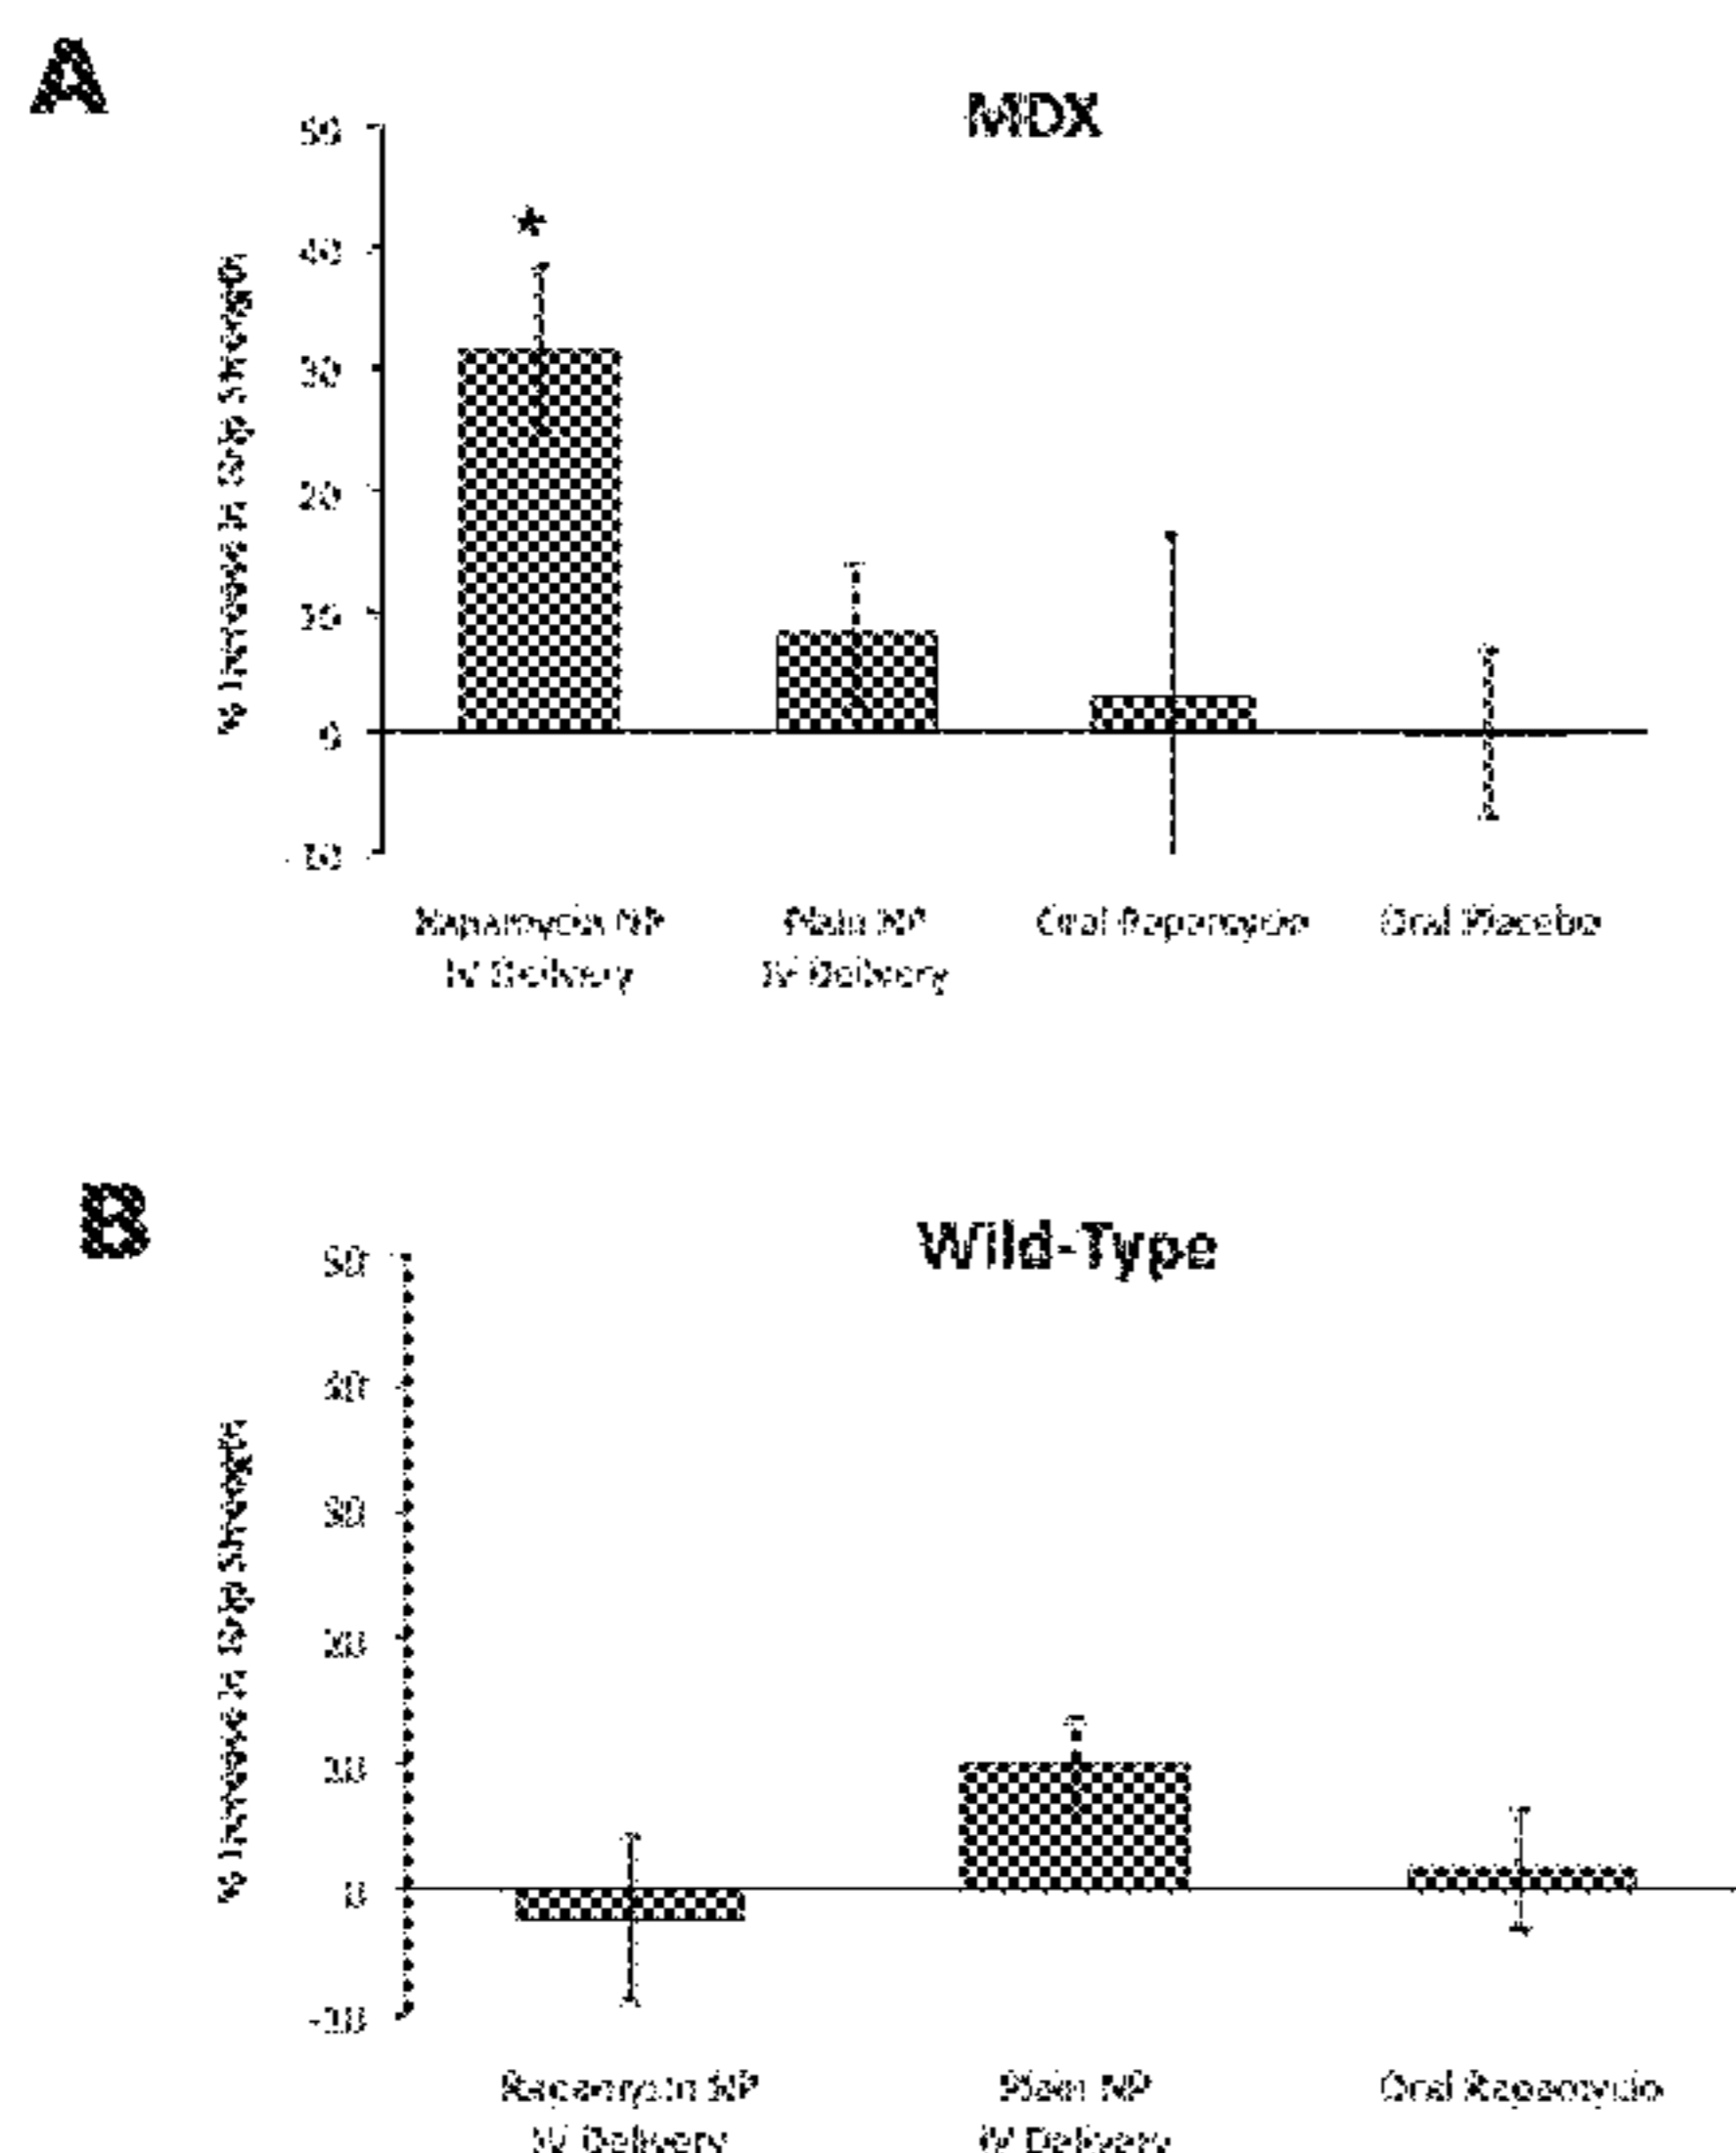 A
MDX
% Increase in Grip Strength
50
40
30
20
10
0
-10
Rapamycin NP
IV Delivery
Plain NP
IV Delivery
Oral Rapamycin
Oral Placebo
B
Wild-Type
% Increase in Grip Strength
50
40
30
20
10
0
-10
Rapamycin NP
IV Delivery
Plain NP
IV Delivery
Oral Rapamycin